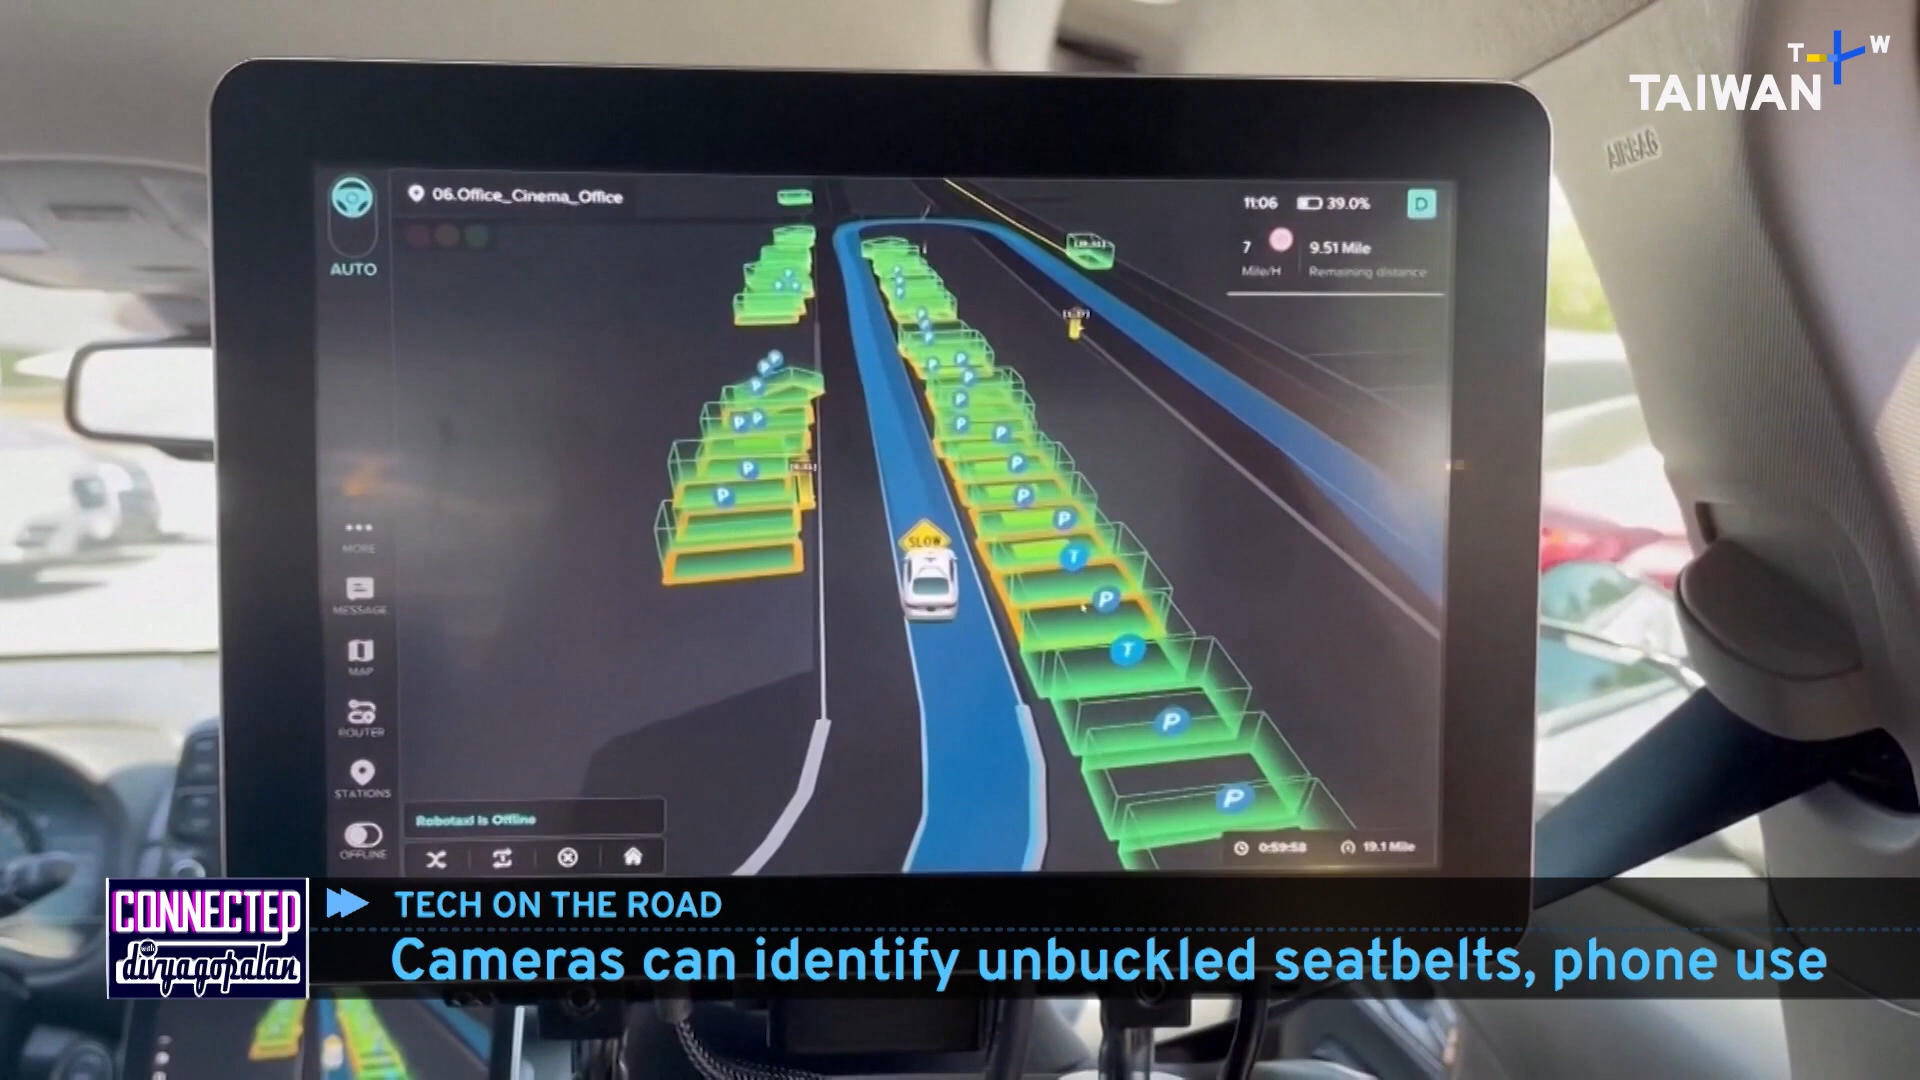 T W
TAIWAN
AIRBAG
06.Office_Cinema_Office
AUTO
11:06 39.0% D
7 9.51 Mile
Mile/H Remaining distance
P
P
P
P
P
P
P
P
P
P
P
P
P
P
SLOW
T
P
T
P
P
MORE
MESSAGE
MAP
ROUTER
STATIONS
OFFLINE
Robotaxi is Offline
0:59:58 19.1 Mile
CONNECTED
with
divyagopalan
TECH ON THE ROAD
Cameras can identify unbuckled seatbelts, phone use